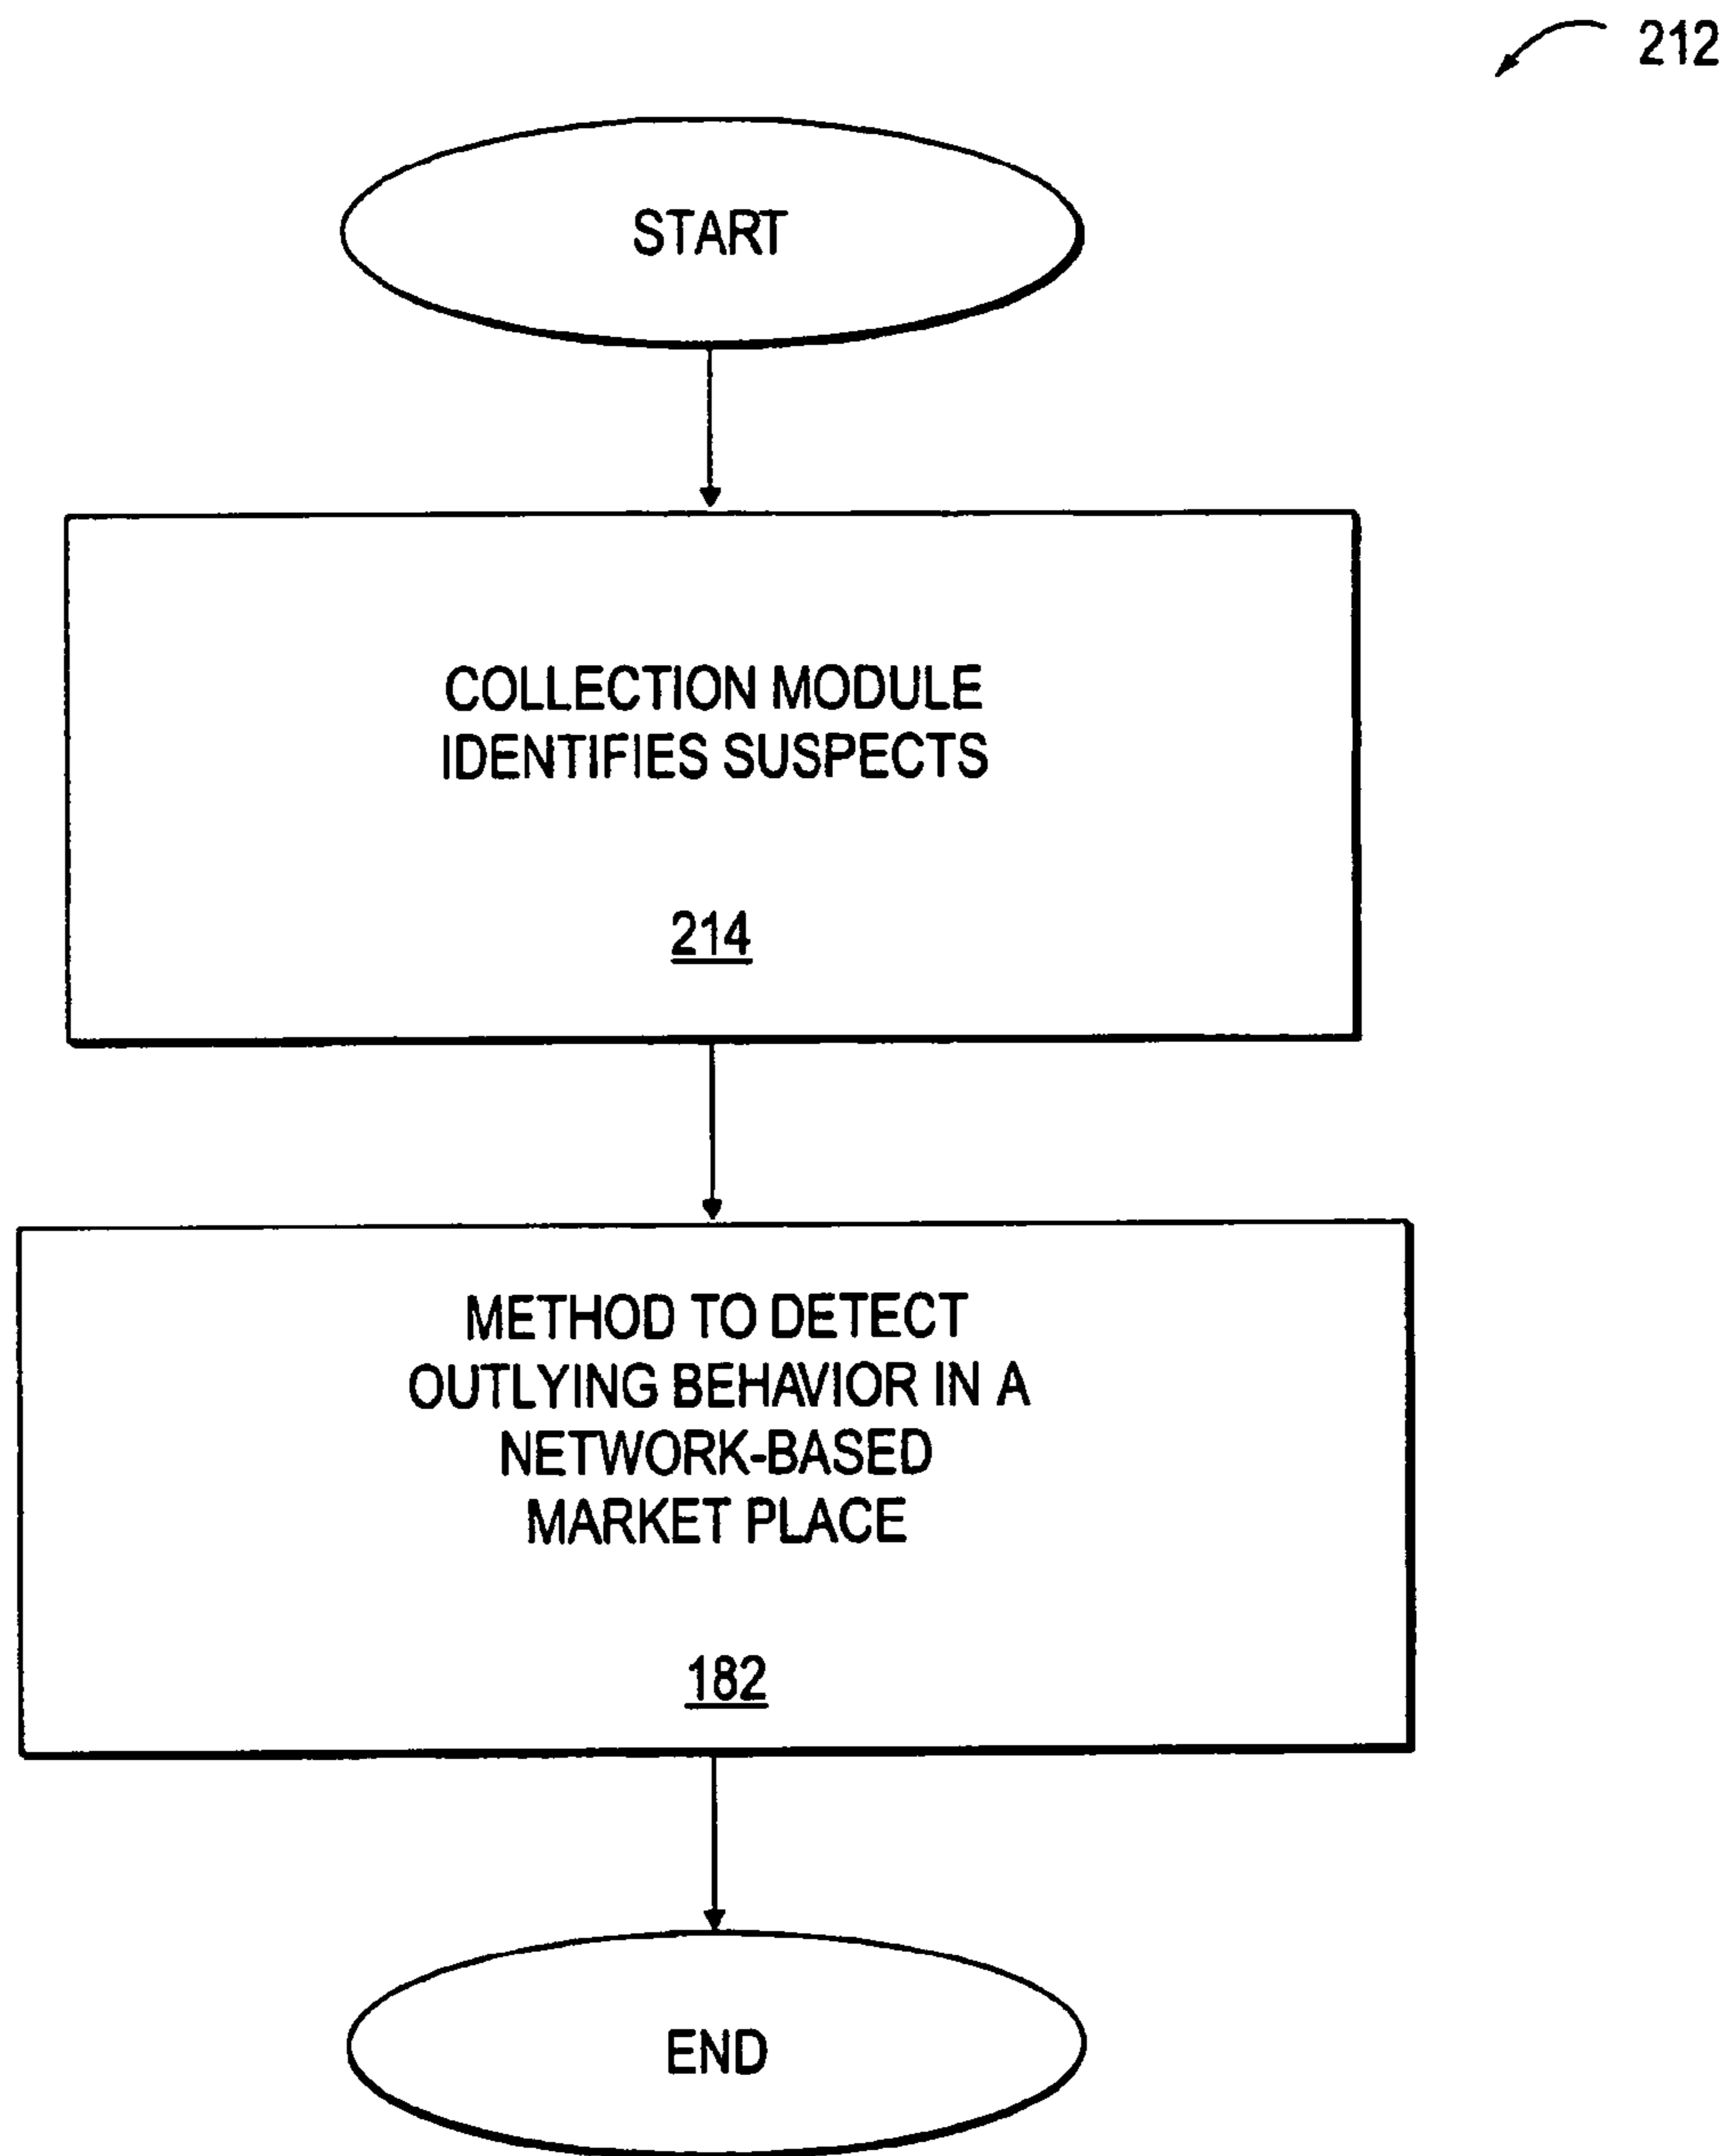 212
START
COLLECTION MODULE
IDENTIFIES SUSPECTS
214
METHOD TO DETECT
OUTLYING BEHAVIOR IN A
NETWORK-BASED
MARKET PLACE
182
END